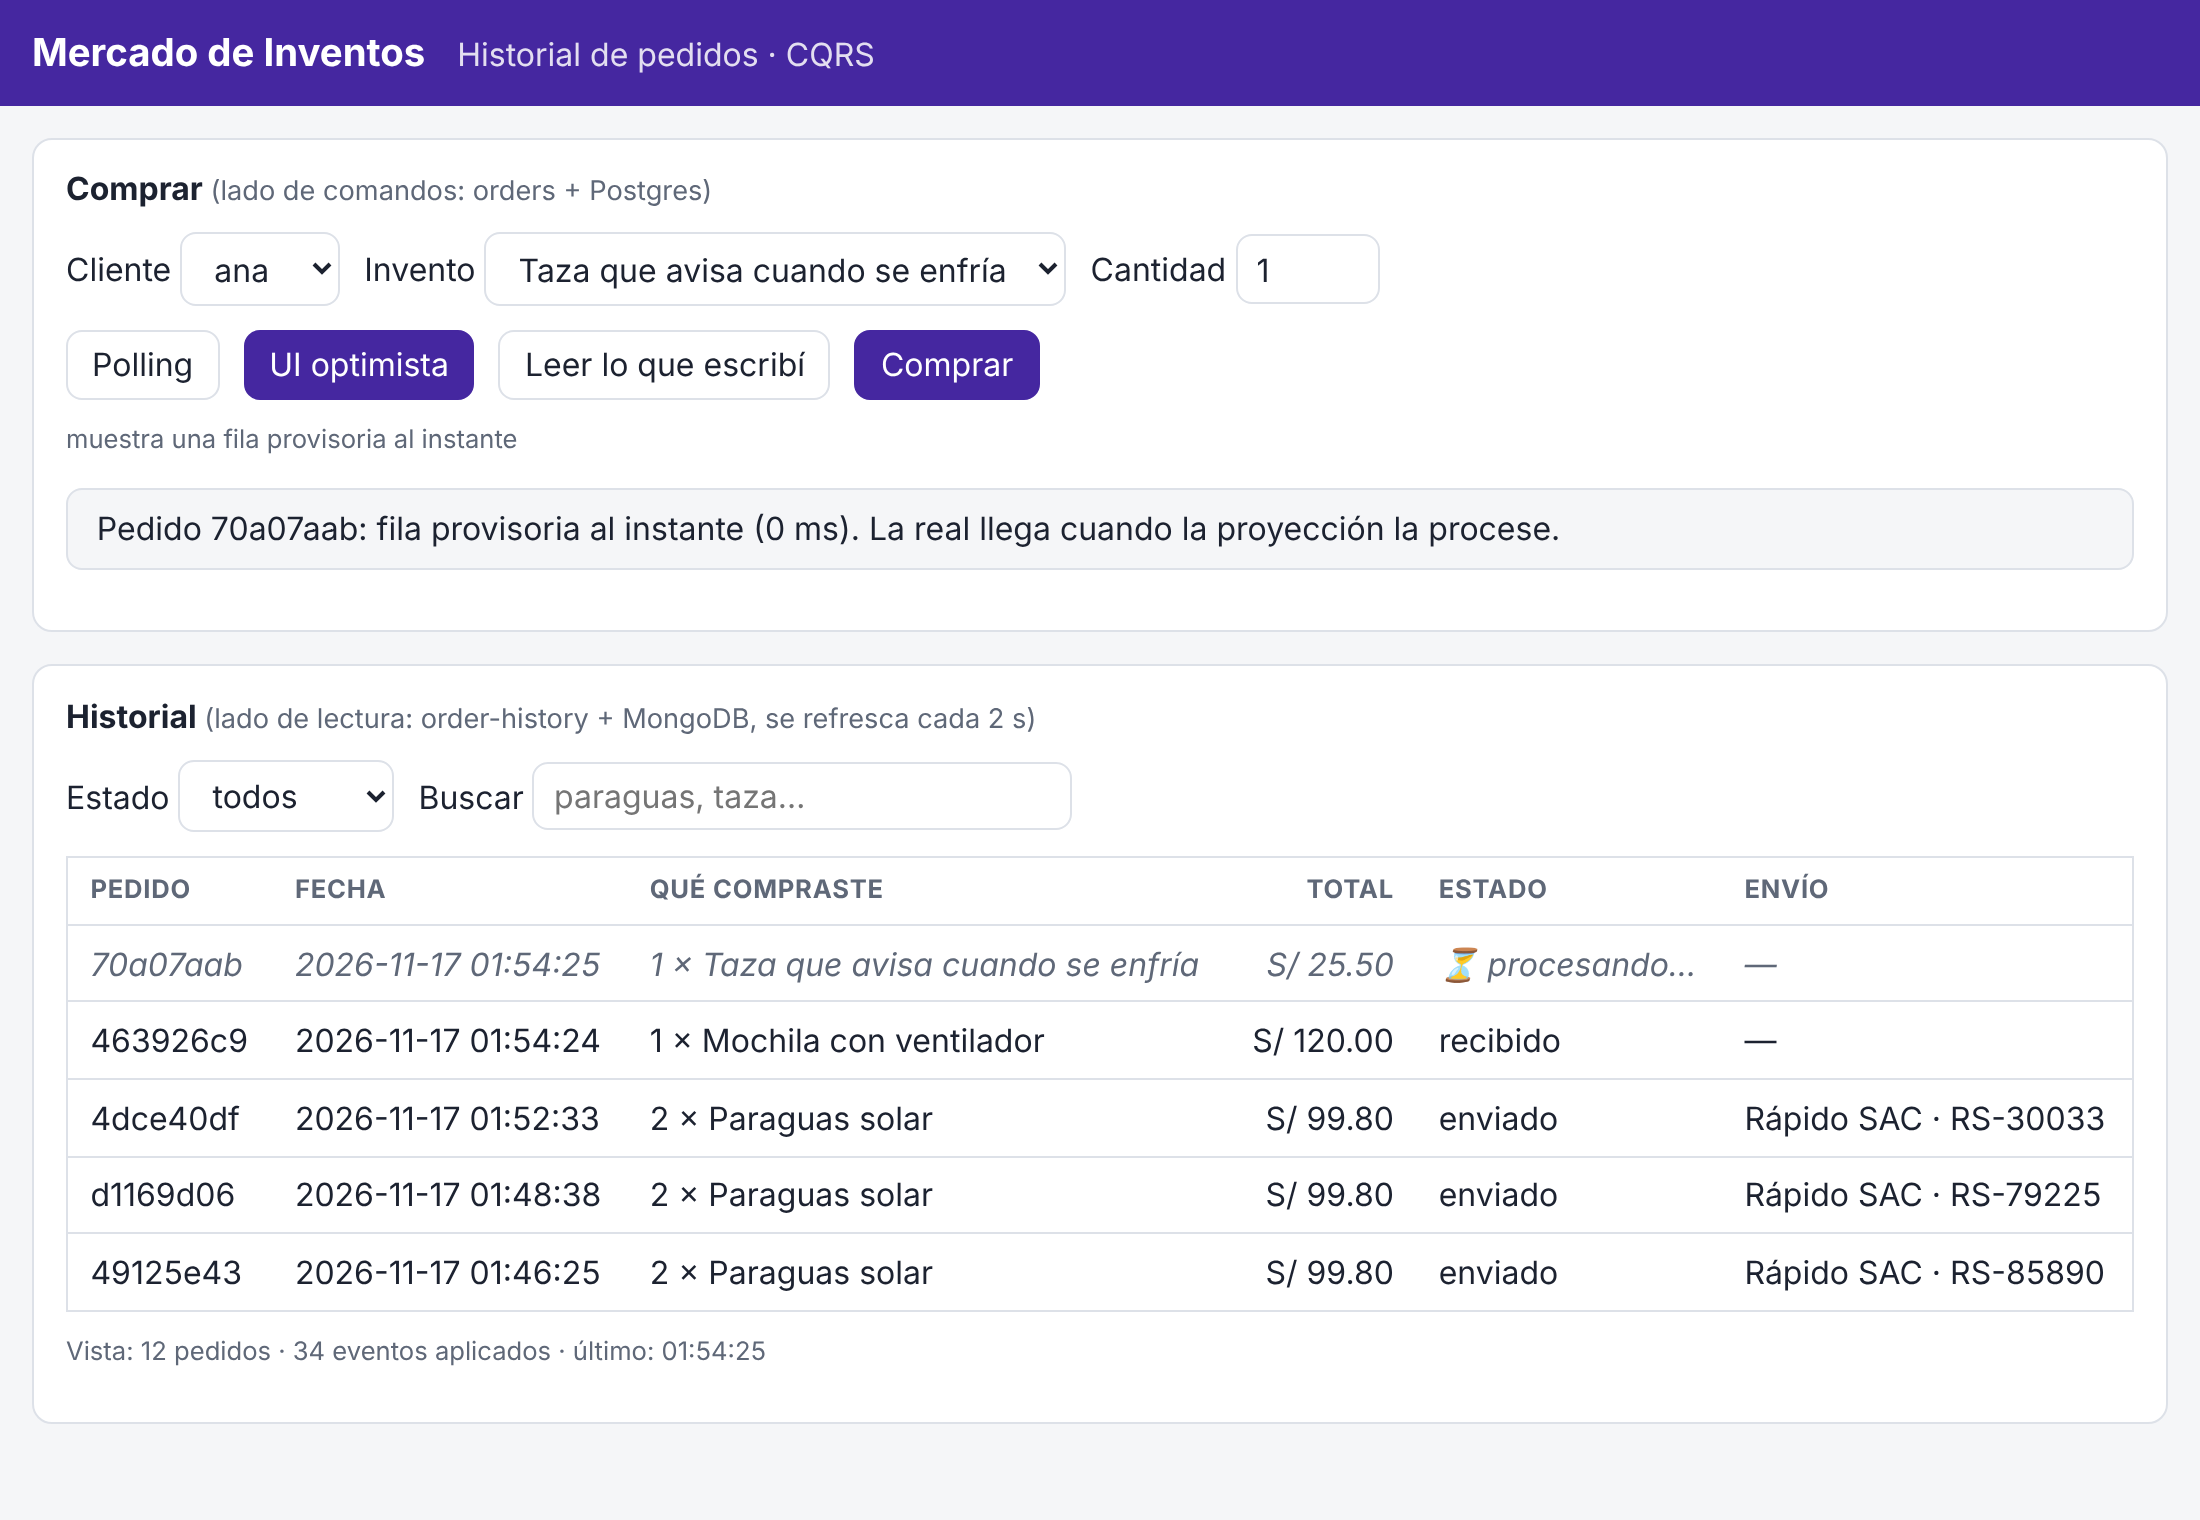 Mercado de Inventos Historial de pedidos · CQRS
Comprar (lado de comandos: orders + Postgres)
Cliente ana Invento Taza que avisa cuando se enfría Cantidad 1
Polling UI optimista Leer lo que escribí Comprar
muestra una fila provisoria al instante
Pedido 70a07aab: fila provisoria al instante (0 ms). La real llega cuando la proyección la procese.
Historial (lado de lectura: order-history + MongoDB, se refresca cada 2 s)
Estado todos Buscar paraguas, taza...
PEDIDO FECHA QUÉ COMPRASTE TOTAL ESTADO ENVÍO
70a07aab 2026-11-17 01:54:25 1 × Taza que avisa cuando se enfría S/ 25.50 ⏳ procesando... —
463926c9 2026-11-17 01:54:24 1 × Mochila con ventilador S/ 120.00 recibido —
4dce40df 2026-11-17 01:52:33 2 × Paraguas solar S/ 99.80 enviado Rápido SAC · RS-30033
d1169d06 2026-11-17 01:48:38 2 × Paraguas solar S/ 99.80 enviado Rápido SAC · RS-79225
49125e43 2026-11-17 01:46:25 2 × Paraguas solar S/ 99.80 enviado Rápido SAC · RS-85890
Vista: 12 pedidos · 34 eventos aplicados · último: 01:54:25